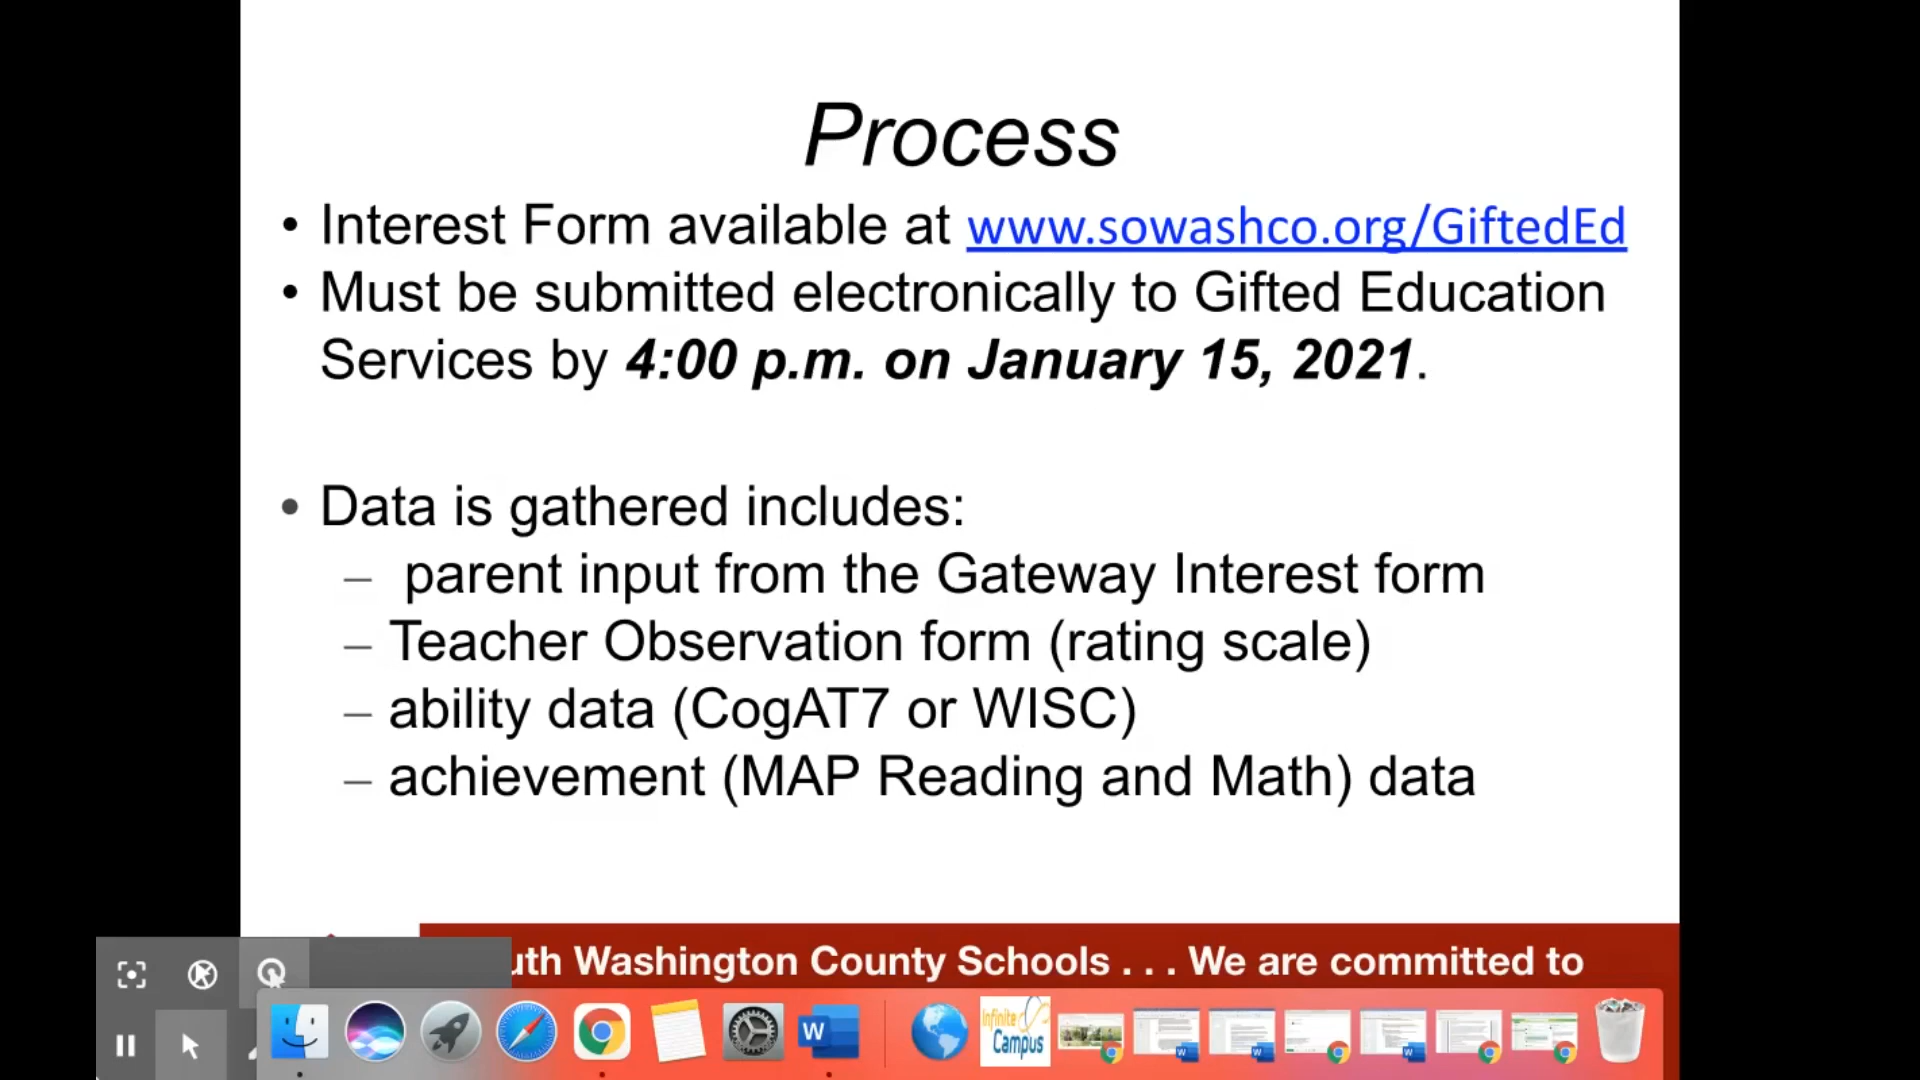 Process
• Interest Form available at www.sowashco.org/GiftedEd
• Must be submitted electronically to Gifted Education
Services by 4:00 p.m. on January 15, 2021.
• Data is gathered includes:
– parent input from the Gateway Interest form
– Teacher Observation form (rating scale)
– ability data (CogAT7 or WISC)
– achievement (MAP Reading and Math) data
uth Washington County Schools . . . We are committed to
Infinite
Campus
W